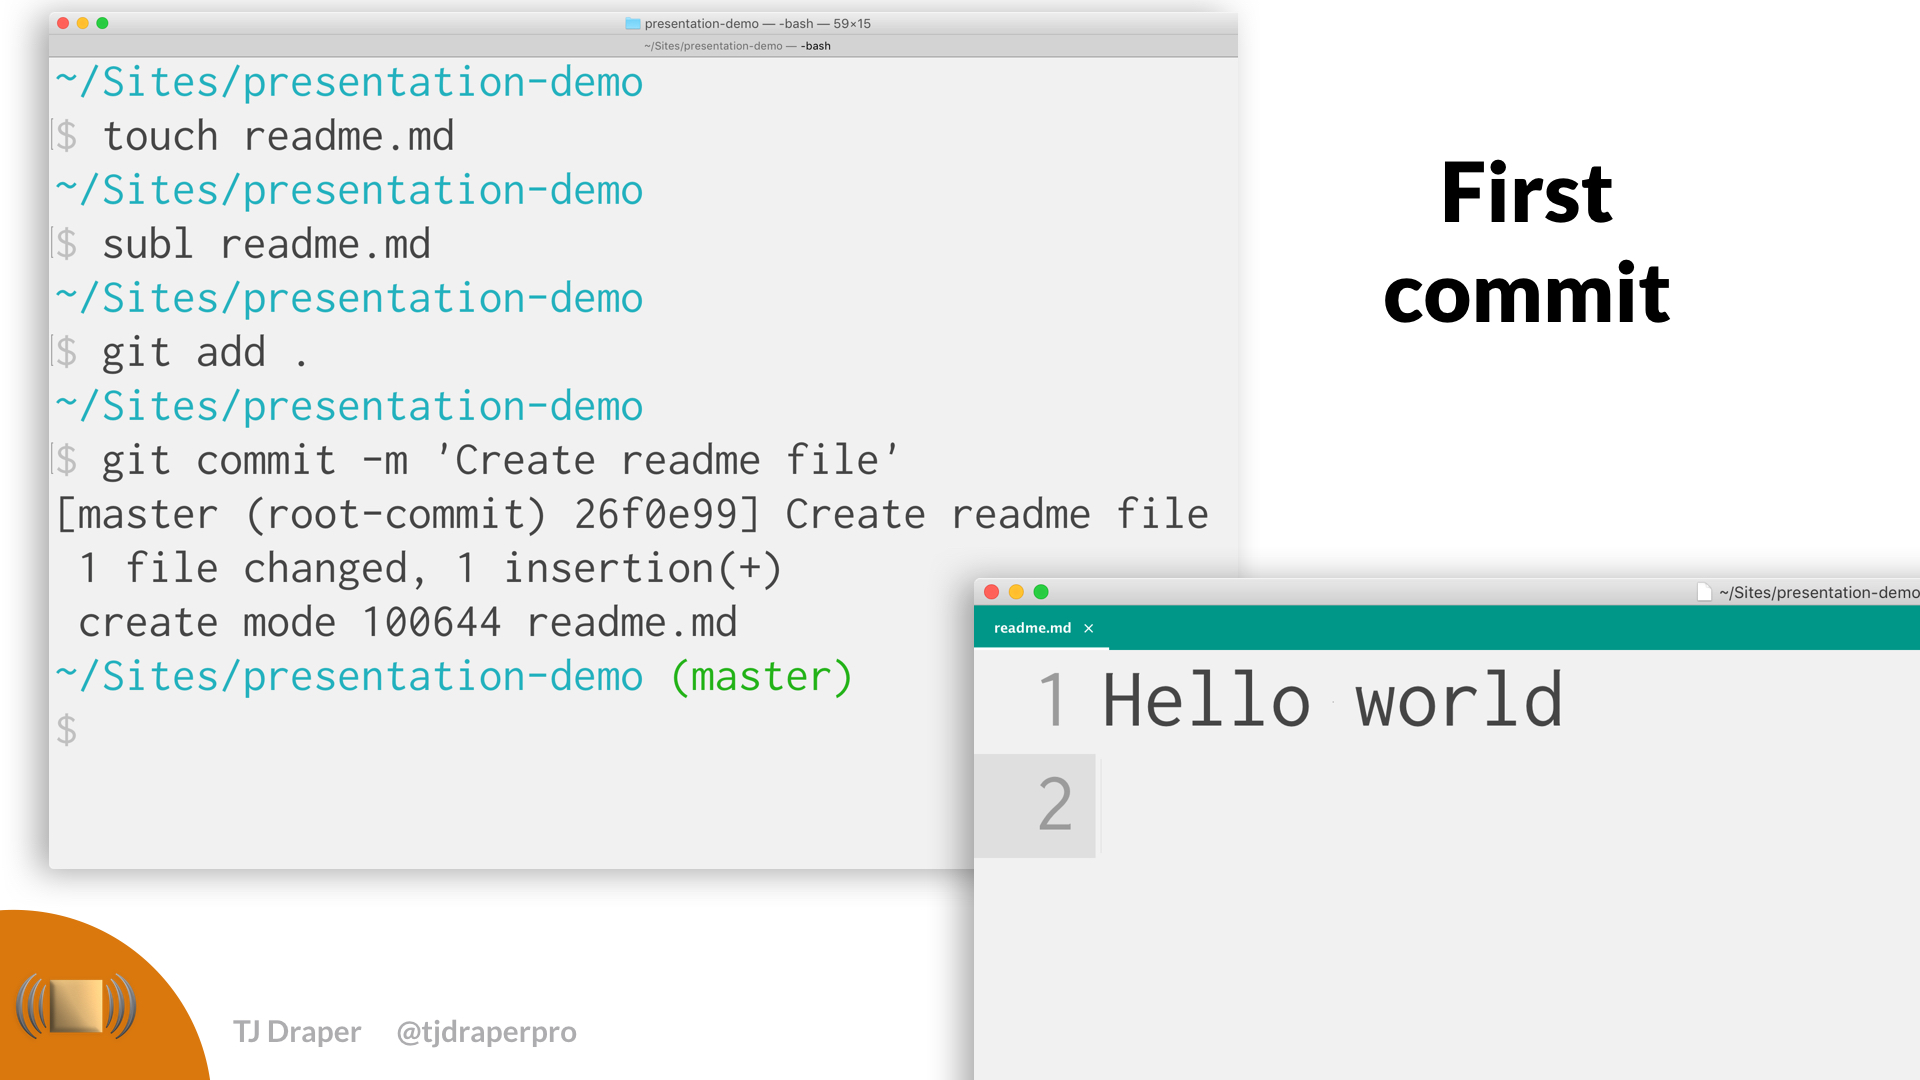 presentation-demo — -bash — 59×15
~/Sites/presentation-demo — -bash
~/Sites/presentation-demo
$ touch readme.md
~/Sites/presentation-demo
$ subl readme.md
~/Sites/presentation-demo
$ git add .
~/Sites/presentation-demo
$ git commit -m 'Create readme file'
[master (root-commit) 26f0e99] Create readme file
 1 file changed, 1 insertion(+)
 create mode 100644 readme.md
~/Sites/presentation-demo (master)
$
First
commit
~/Sites/presentation-demo
readme.md ×
1 Hello world
2
TJ Draper @tjdraperpro